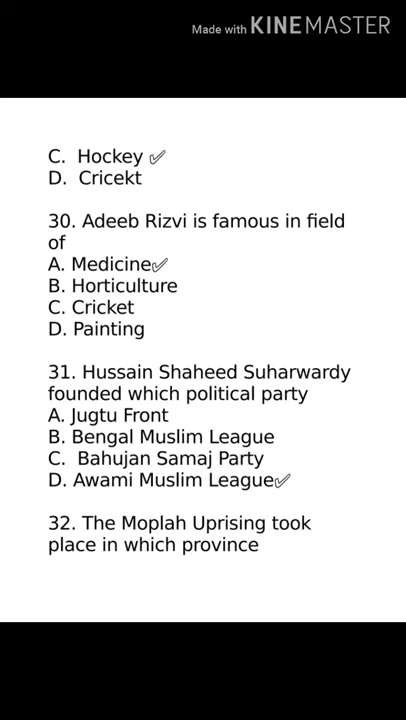 Made with KINEMASTER
C. Hockey ✅
D. Cricekt
30. Adeeb Rizvi is famous in field
of
A. Medicine✅
B. Horticulture
C. Cricket
D. Painting
31. Hussain Shaheed Suharwardy
founded which political party
A. Jugtu Front
B. Bengal Muslim League
C. Bahujan Samaj Party
D. Awami Muslim League✅
32. The Moplah Uprising took
place in which province